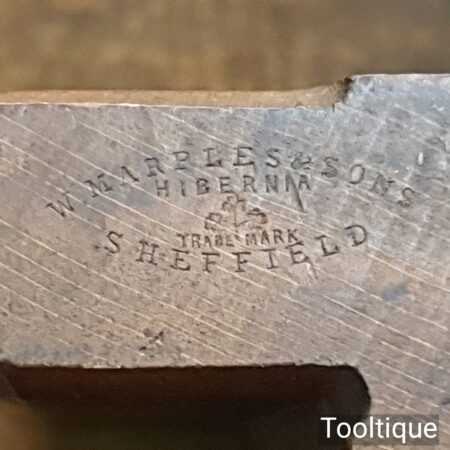 W. MARPLES & SONS
HIBERNIA
TRADE MARK
SHEFFIELD
Tooltique